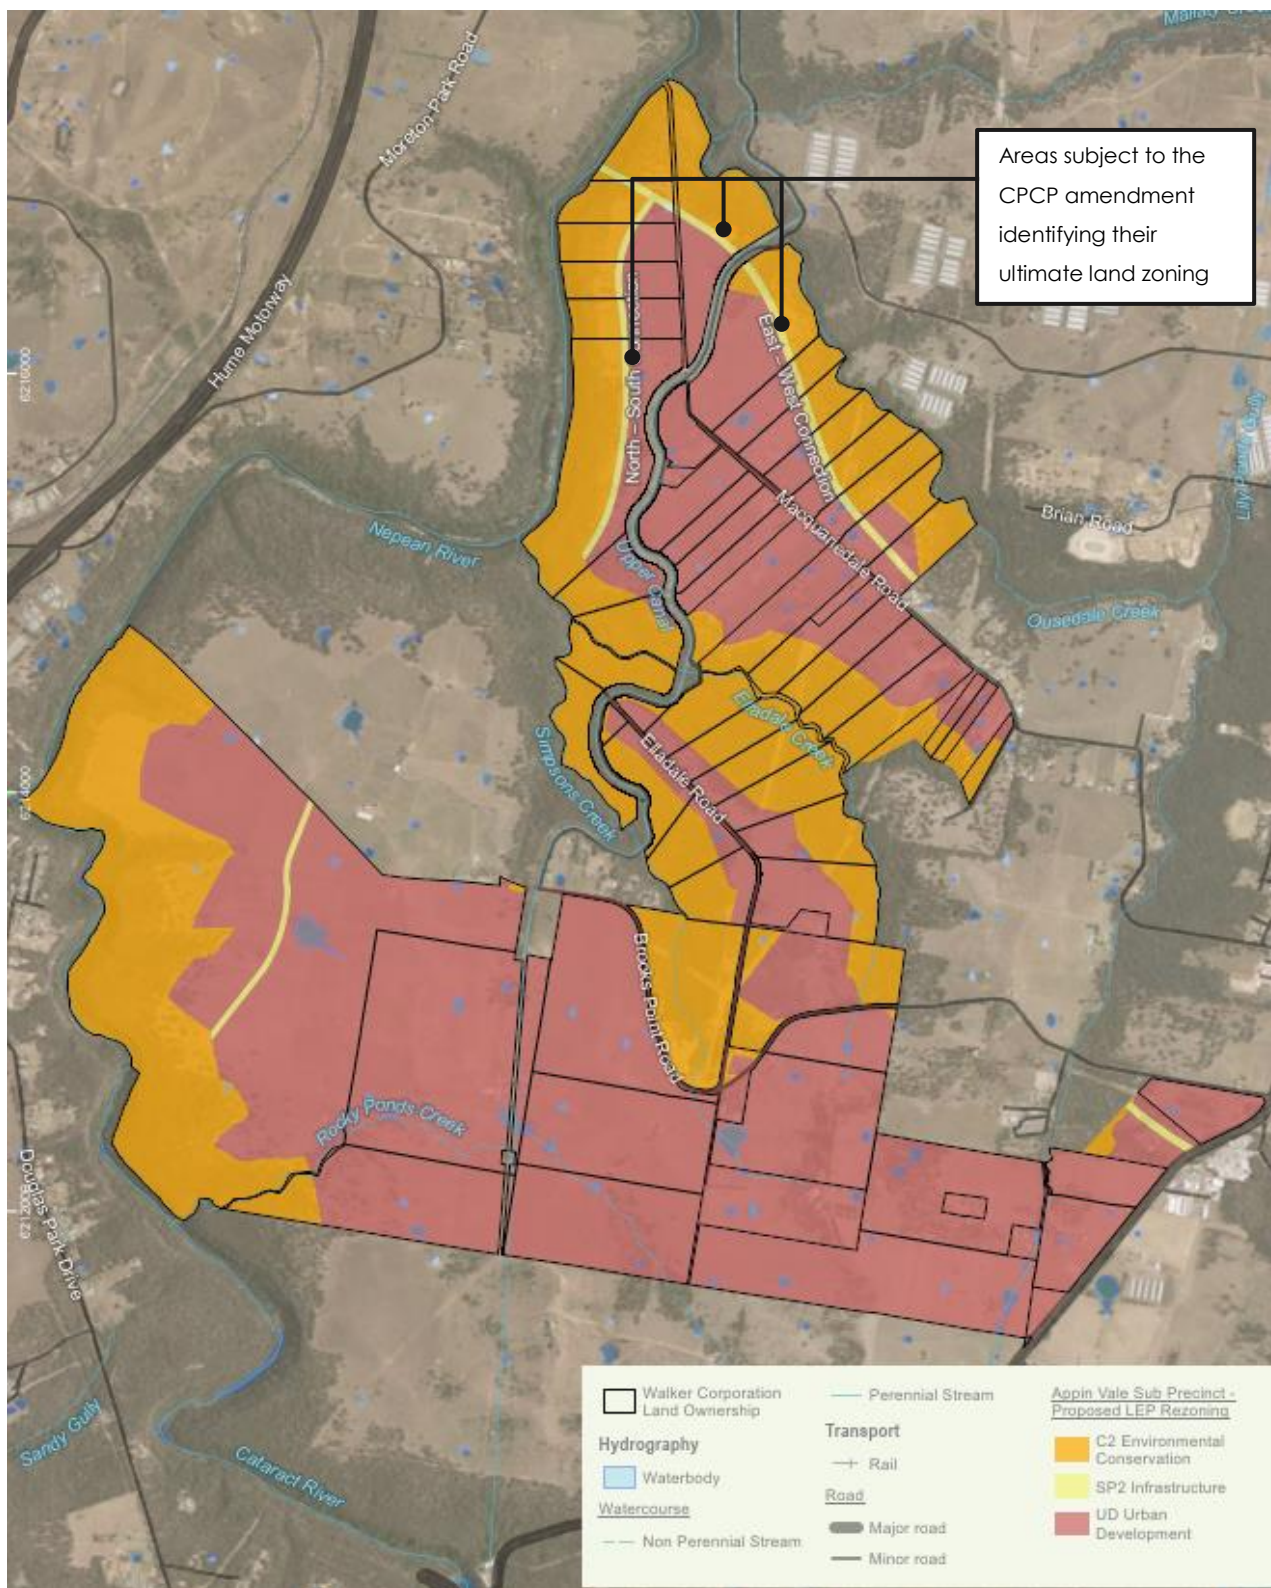 Mallaty Creek
Moreton Park Road
Areas subject to the
CPCP amendment
identifying their
ultimate land zoning
Hume Motorway
6216000
North - South
East - West Connection
Macquariedale Road
Brian Road
Nepean River
Upper Canal
Ousedale Creek
Elladale Creek
Elladale Road
Simpsons Creek
6214000
Brooks Point Road
Rocky Ponds Creek
Douglas Park Drive
Sandy Gully
Cataract River
Walker Corporation
Land Ownership
Hydrography
Waterbody
Watercourse
Non Perennial Stream
Perennial Stream
Transport
Rail
Road
Major road
Minor road
Appin Vale Sub Precinct -
Proposed LEP Rezoning
C2 Environmental
Conservation
SP2 Infrastructure
UD Urban
Development